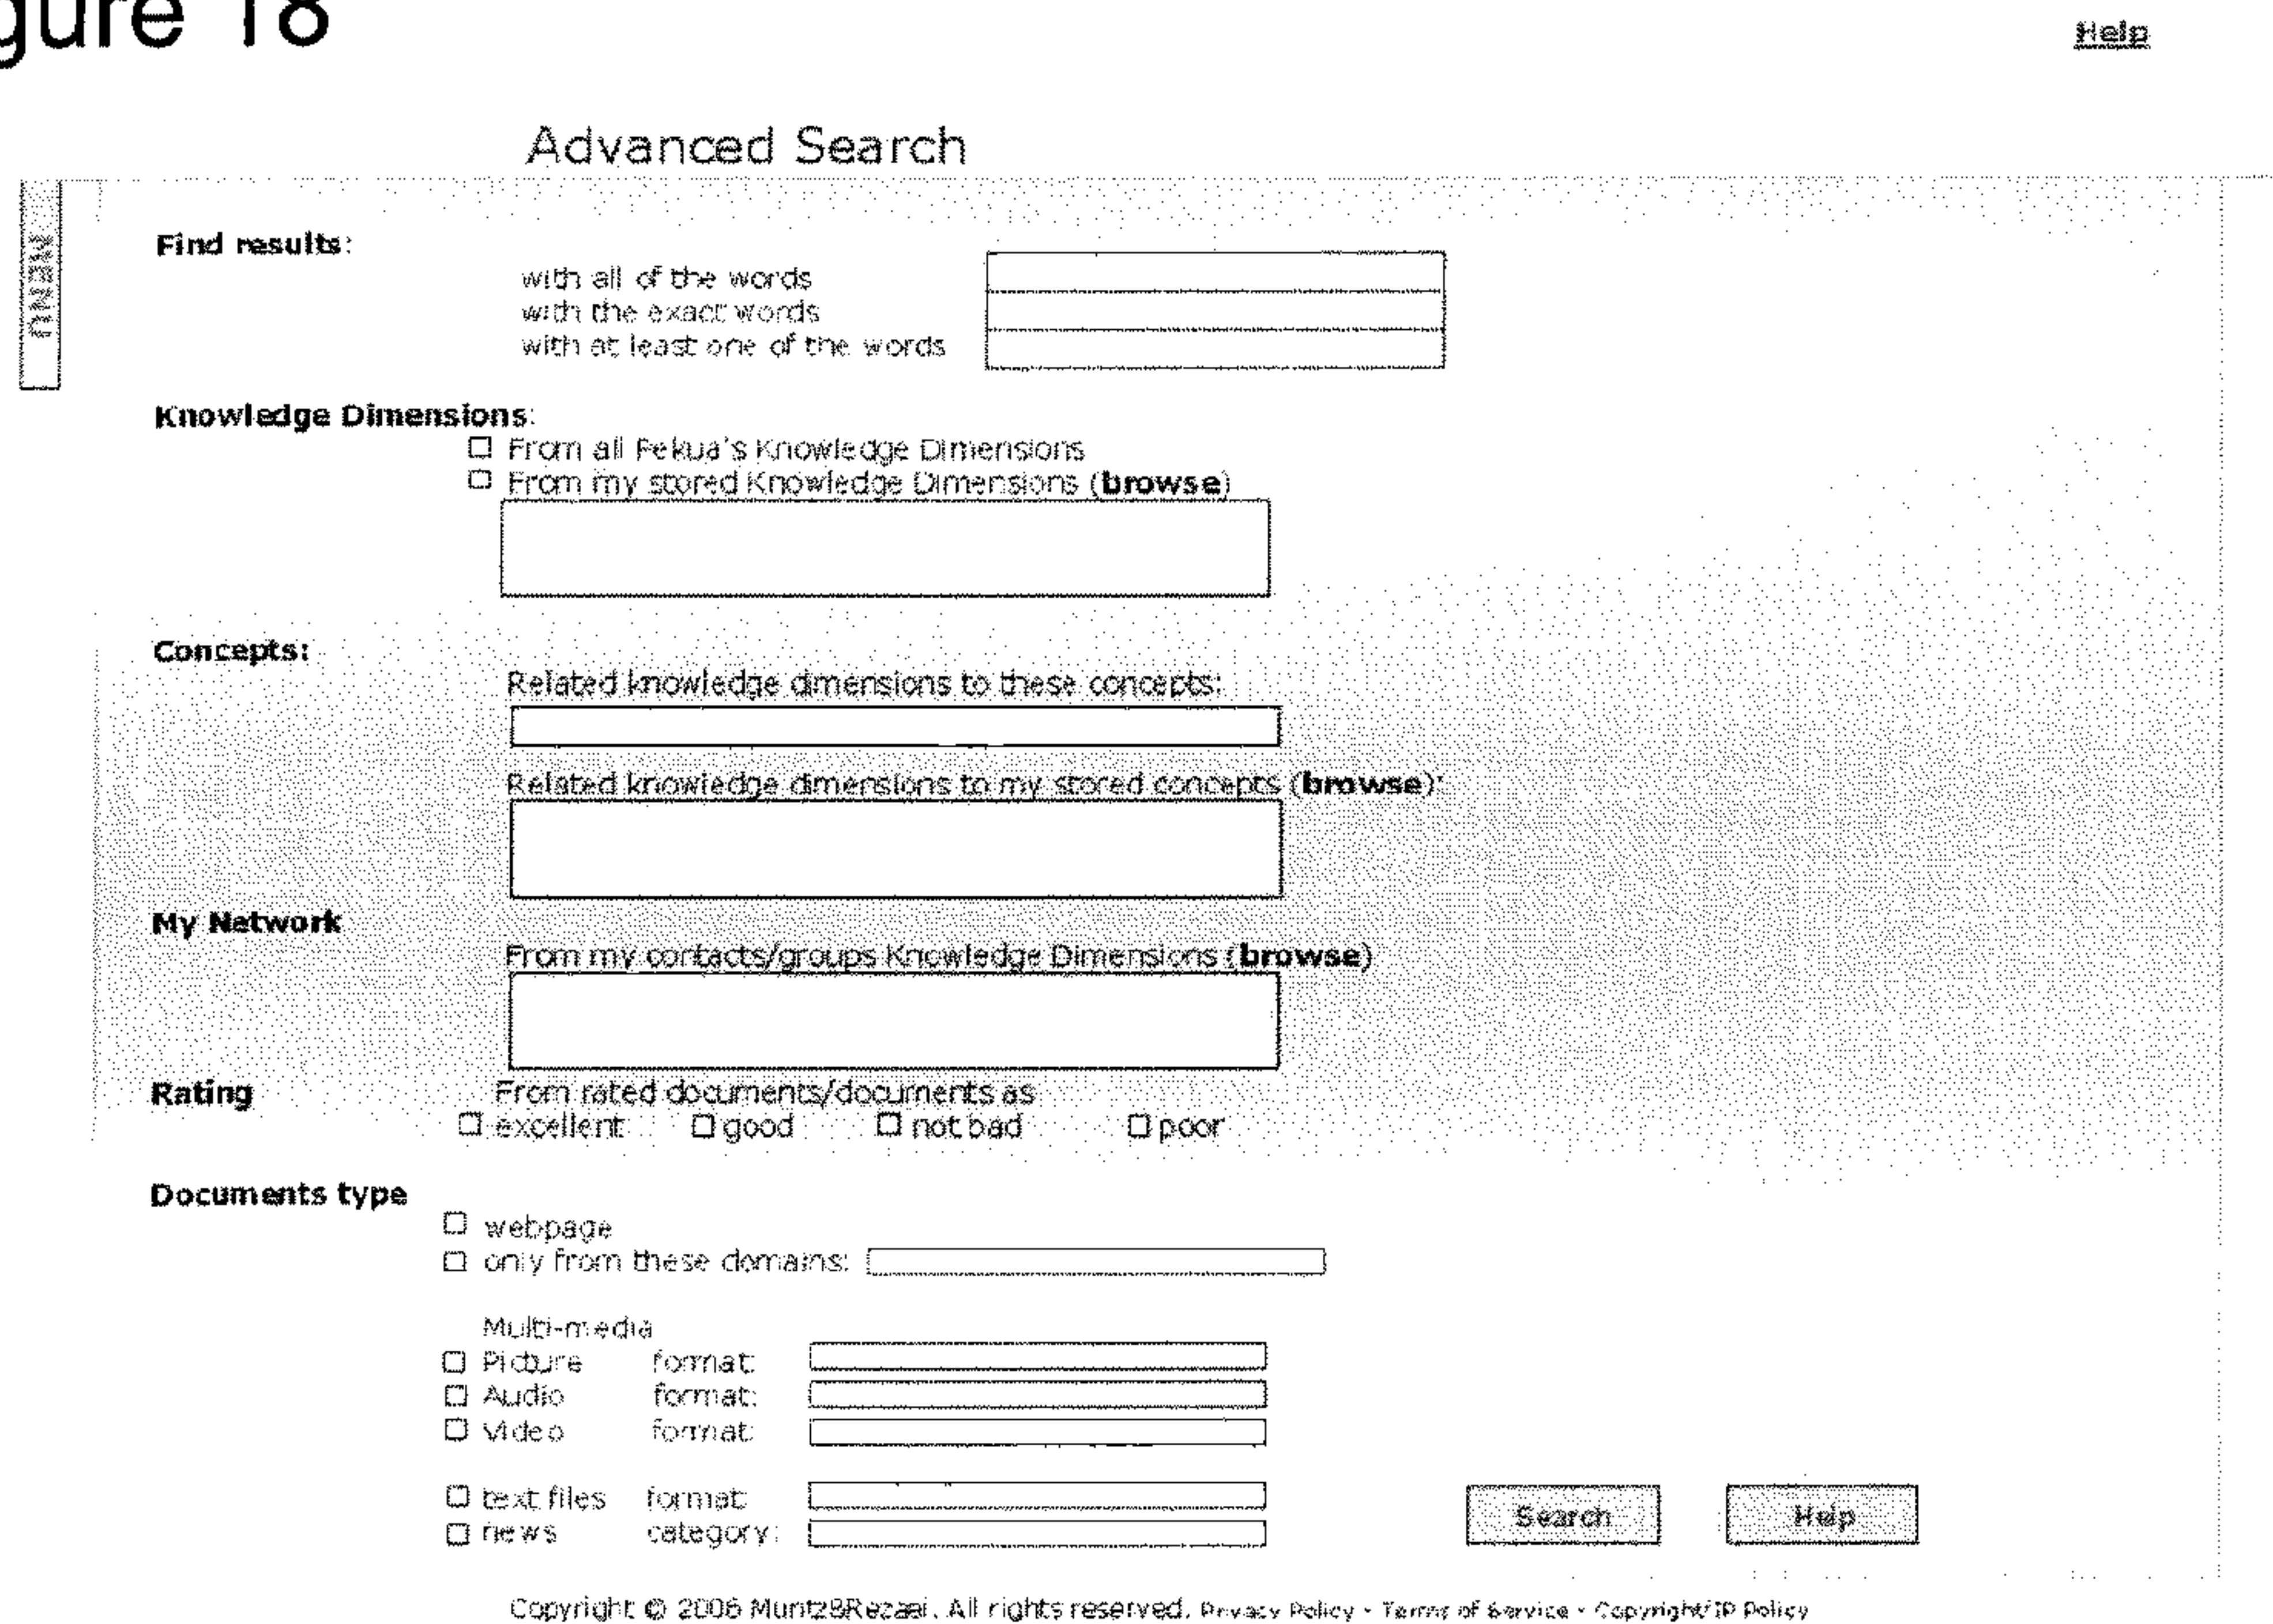 gure 18
Help
Advanced Search
MENU
Find results:
with all of the words
with the exact words
with at least one of the words
Knowledge Dimensions:
From all Pekua's Knowledge Dimensions
From my stored Knowledge Dimensions (browse)
Concepts:
Related knowledge dimensions to these concepts:
Related knowledge dimensions to my stored concepts (browse):
My Network
From my contacts/groups Knowledge Dimensions (browse)
Rating From rated documents/documents as
excellent good not bad poor
Documents type
webpage
only from these domains:
Multi-media
Picture format:
Audio format:
Video format:
text files format:
news category:
Search Help
Copyright © 2006 Muntz&Rezaei. All rights reserved. Privacy Policy - Terms of Service - Copyright/IP Policy